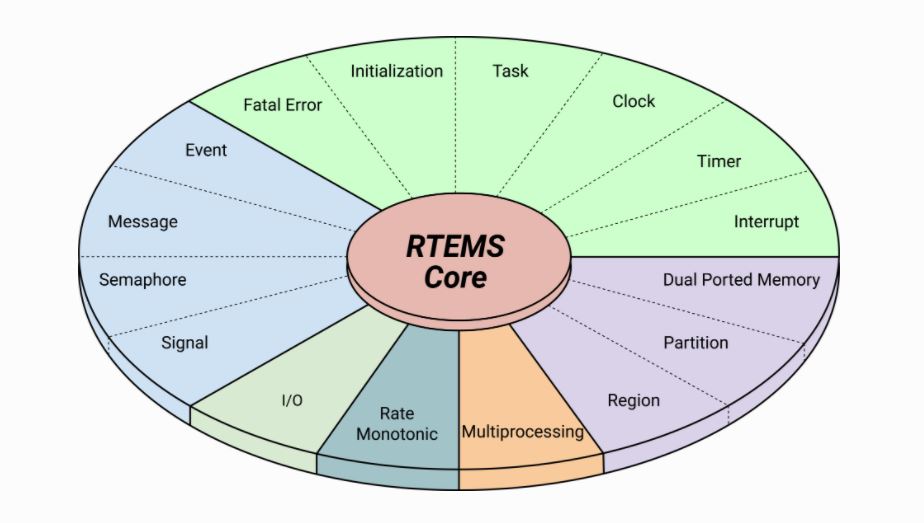 Initialization
Task
Fatal Error
Clock
Event
Timer
Message
Interrupt
RTEMS
Core
Semaphore
Dual Ported Memory
Signal
Partition
I/O
Region
Rate
Monotonic
Multiprocessing